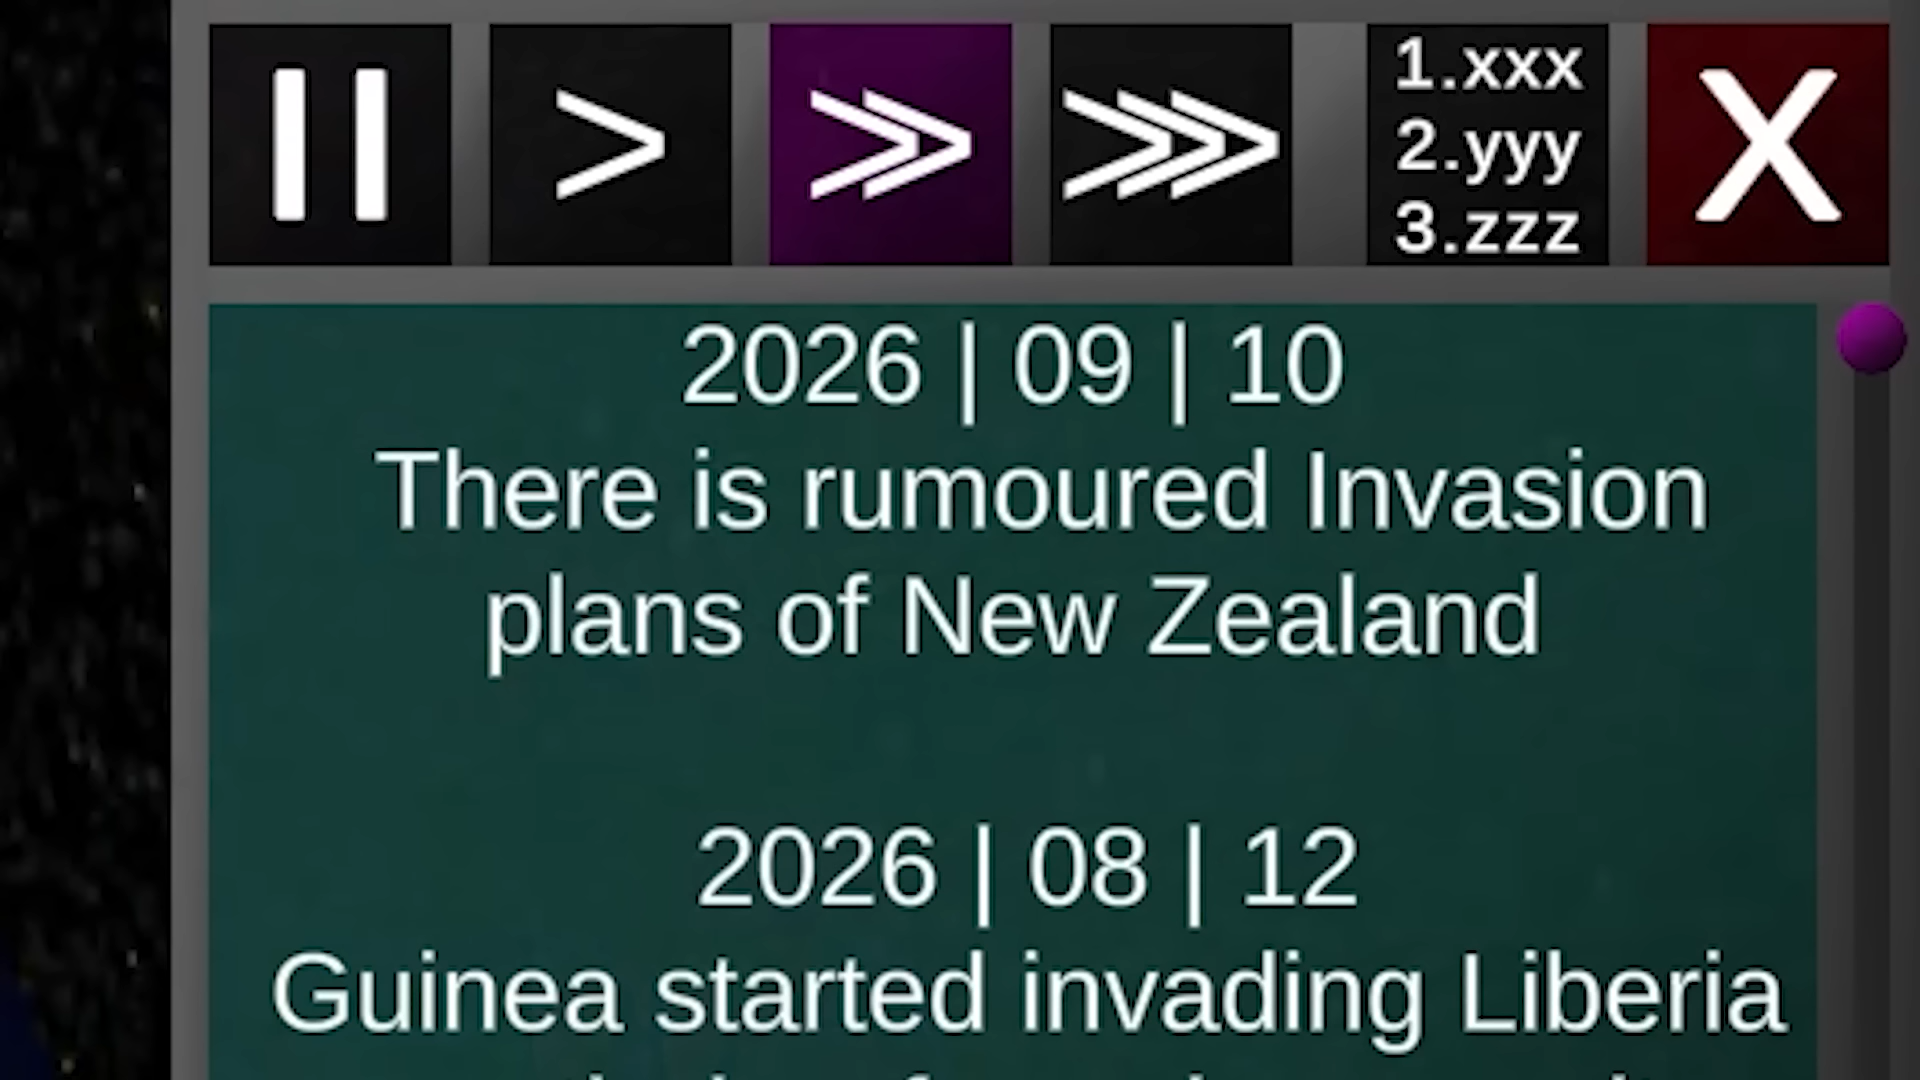 1.xxx
2.yyy
3.zzz
X
2026 | 09 | 10
There is rumoured Invasion
plans of New Zealand
2026 | 08 | 12
Guinea started invading Liberia